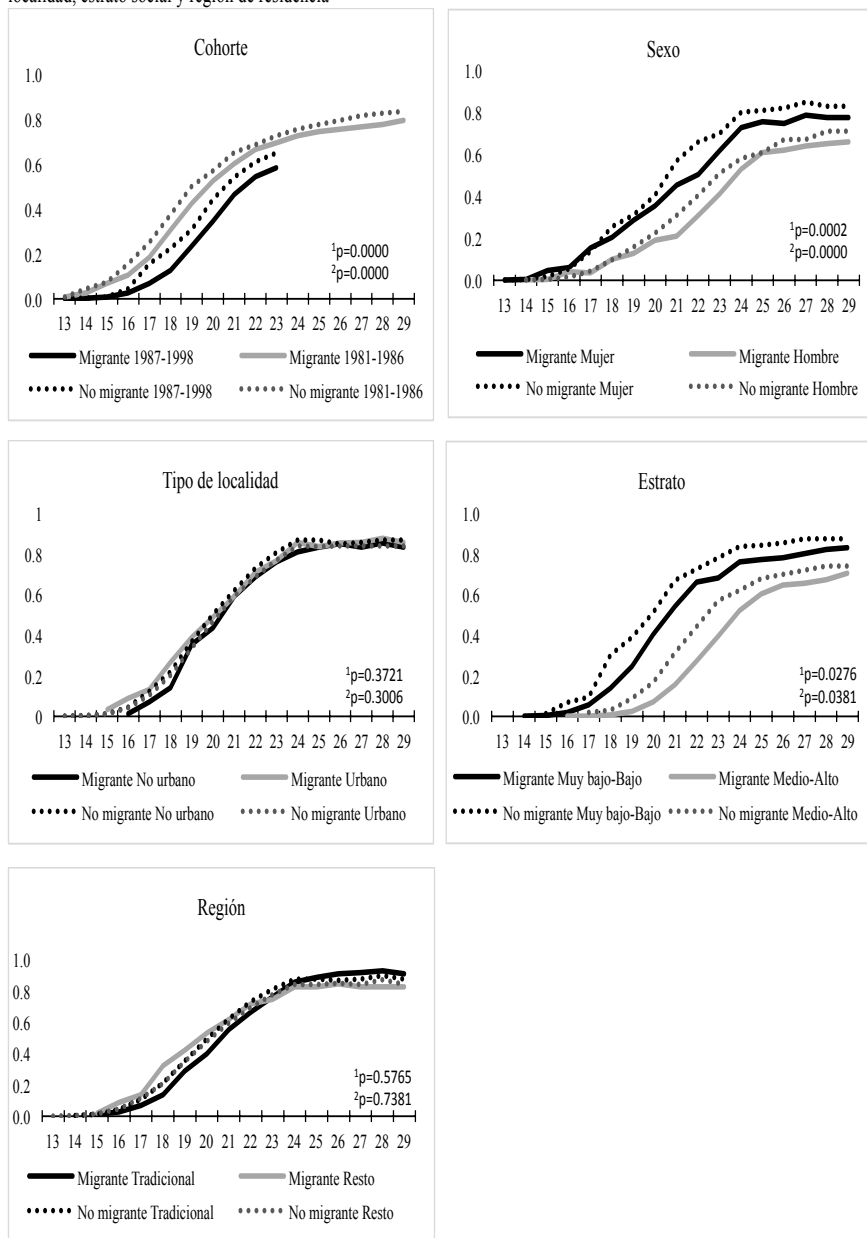 localidad, estrato social y región de residencia
Cohorte
1.0
0.8
0.6
0.4
0.2
0.0
¹p=0.0000
²p=0.0000
13 14 15 16 17 18 19 20 21 22 23 24 25 26 27 28 29
Migrante 1987-1998 Migrante 1981-1986
No migrante 1987-1998 No migrante 1981-1986
Sexo
1.0
0.8
0.6
0.4
0.2
0.0
¹p=0.0002
²p=0.0000
13 14 15 16 17 18 19 20 21 22 23 24 25 26 27 28 29
Migrante Mujer Migrante Hombre
No migrante Mujer No migrante Hombre
Tipo de localidad
1
0.8
0.6
0.4
0.2
0
¹p=0.3721
²p=0.3006
13 14 15 16 17 18 19 20 21 22 23 24 25 26 27 28 29
Migrante No urbano Migrante Urbano
No migrante No urbano No migrante Urbano
Estrato
1.0
0.8
0.6
0.4
0.2
0.0
¹p=0.0276
²p=0.0381
13 14 15 16 17 18 19 20 21 22 23 24 25 26 27 28 29
Migrante Muy bajo-Bajo Migrante Medio-Alto
No migrante Muy bajo-Bajo No migrante Medio-Alto
Región
1.0
0.8
0.6
0.4
0.2
0.0
¹p=0.5765
²p=0.7381
13 14 15 16 17 18 19 20 21 22 23 24 25 26 27 28 29
Migrante Tradicional Migrante Resto
No migrante Tradicional No migrante Resto